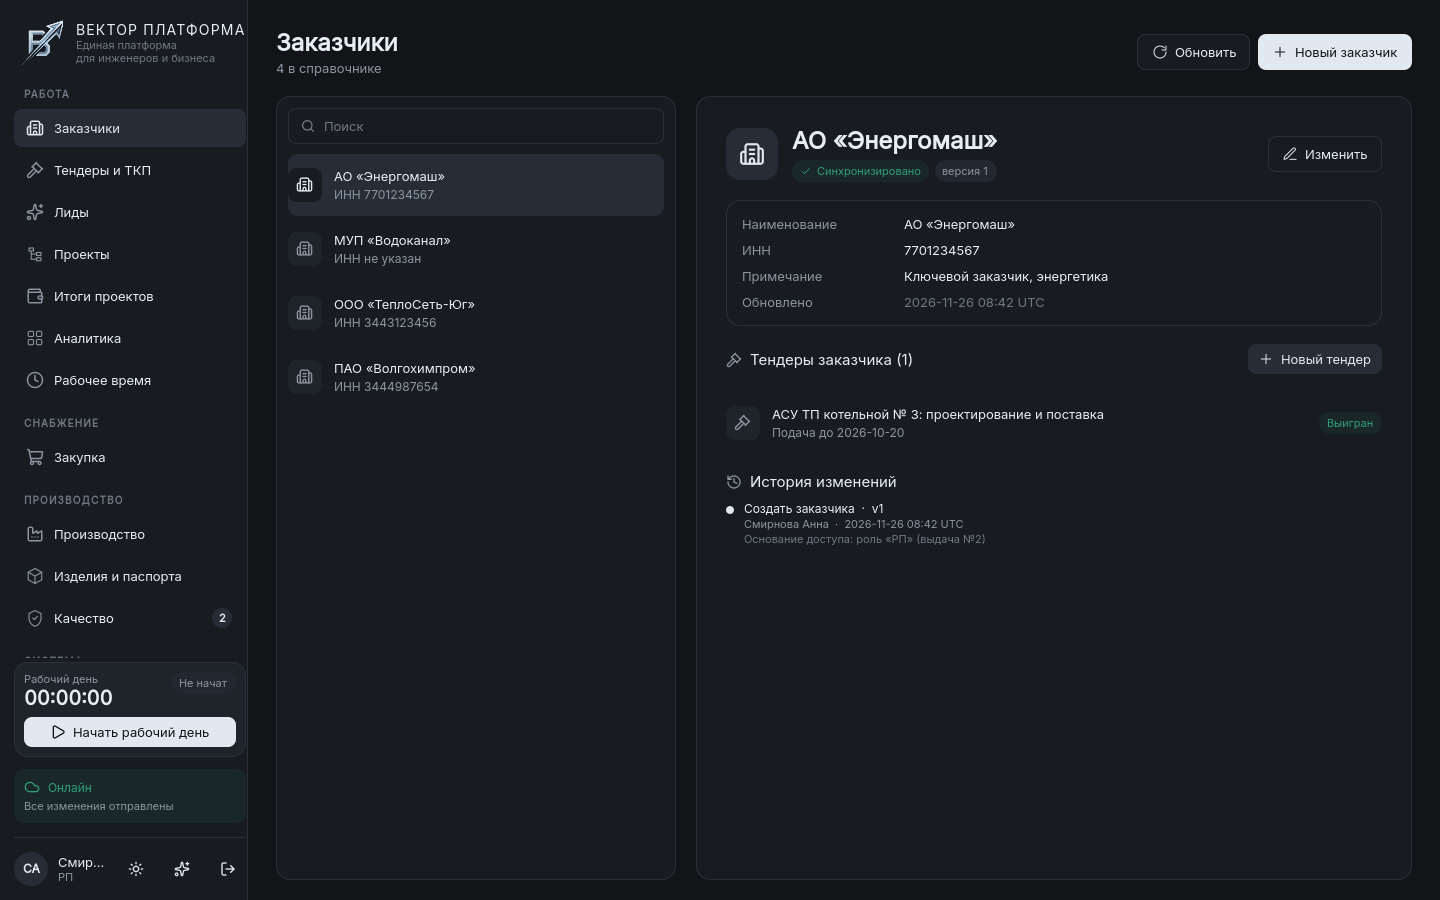 ВЕКТОР ПЛАТФОРМА
Единая платформа
для инженеров и бизнеса
РАБОТА
Заказчики
Тендеры и ТКП
Лиды
Проекты
Итоги проектов
Аналитика
Рабочее время
СНАБЖЕНИЕ
Закупка
ПРОИЗВОДСТВО
Производство
Изделия и паспорта
Качество 2
Рабочий день
Не начат
00:00:00
Начать рабочий день
Онлайн
Все изменения отправлены
СА
Смир...
РП
Заказчики
4 в справочнике
Обновить
Новый заказчик
Поиск
АО «Энергомаш»
ИНН 7701234567
МУП «Водоканал»
ИНН не указан
ООО «ТеплоСеть-Юг»
ИНН 3443123456
ПАО «Волгохимпром»
ИНН 3444987654
АО «Энергомаш»
Синхронизировано
версия 1
Изменить
Наименование АО «Энергомаш»
ИНН 7701234567
Примечание Ключевой заказчик, энергетика
Обновлено 2026-11-26 08:42 UTC
Тендеры заказчика (1)
Новый тендер
АСУ ТП котельной № 3: проектирование и поставка
Подача до 2026-10-20
Выигран
История изменений
Создать заказчика · v1
Смирнова Анна · 2026-11-26 08:42 UTC
Основание доступа: роль «РП» (выдача №2)